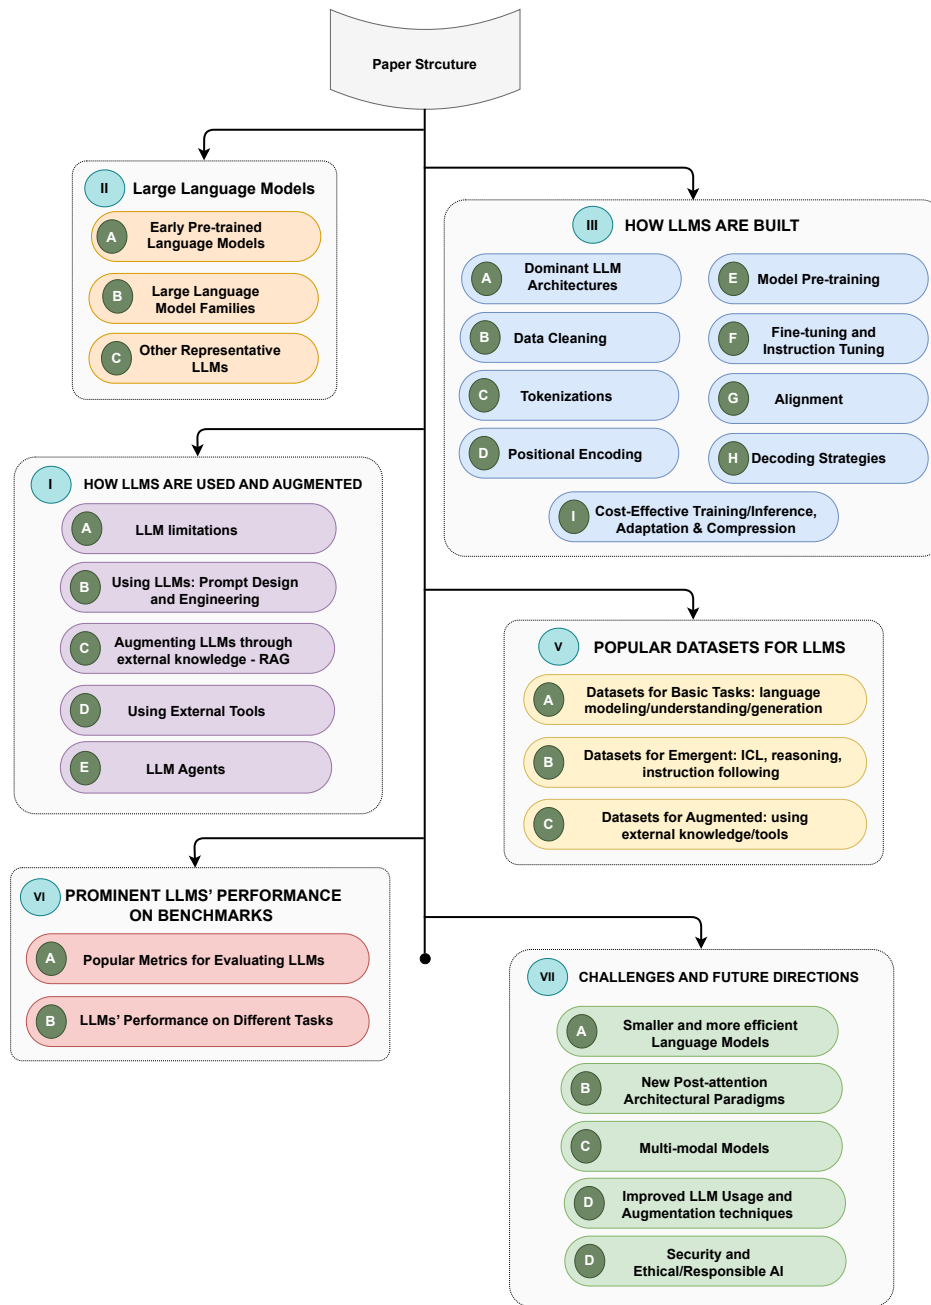 Paper Strcuture
II
Large Language Models
A
Early Pre-trained
Language Models
B
Large Language
Model Families
C
Other Representative
LLMs
III
HOW LLMS ARE BUILT
A
Dominant LLM
Architectures
B
Data Cleaning
C
Tokenizations
D
Positional Encoding
E
Model Pre-training
F
Fine-tuning and
Instruction Tuning
G
Alignment
H
Decoding Strategies
I
Cost-Effective Training/Inference,
Adaptation & Compression
I
HOW LLMS ARE USED AND AUGMENTED
A
LLM limitations
B
Using LLMs: Prompt Design
and Engineering
C
Augmenting LLMs through
external knowledge - RAG
D
Using External Tools
E
LLM Agents
V
POPULAR DATASETS FOR LLMS
A
Datasets for Basic Tasks: language
modeling/understanding/generation
B
Datasets for Emergent: ICL, reasoning,
instruction following
C
Datasets for Augmented: using
external knowledge/tools
VI
PROMINENT LLMS’ PERFORMANCE
ON BENCHMARKS
A
Popular Metrics for Evaluating LLMs
B
LLMs’ Performance on Different Tasks
VII
CHALLENGES AND FUTURE DIRECTIONS
A
Smaller and more efficient
Language Models
B
New Post-attention
Architectural Paradigms
C
Multi-modal Models
D
Improved LLM Usage and
Augmentation techniques
D
Security and
Ethical/Responsible AI